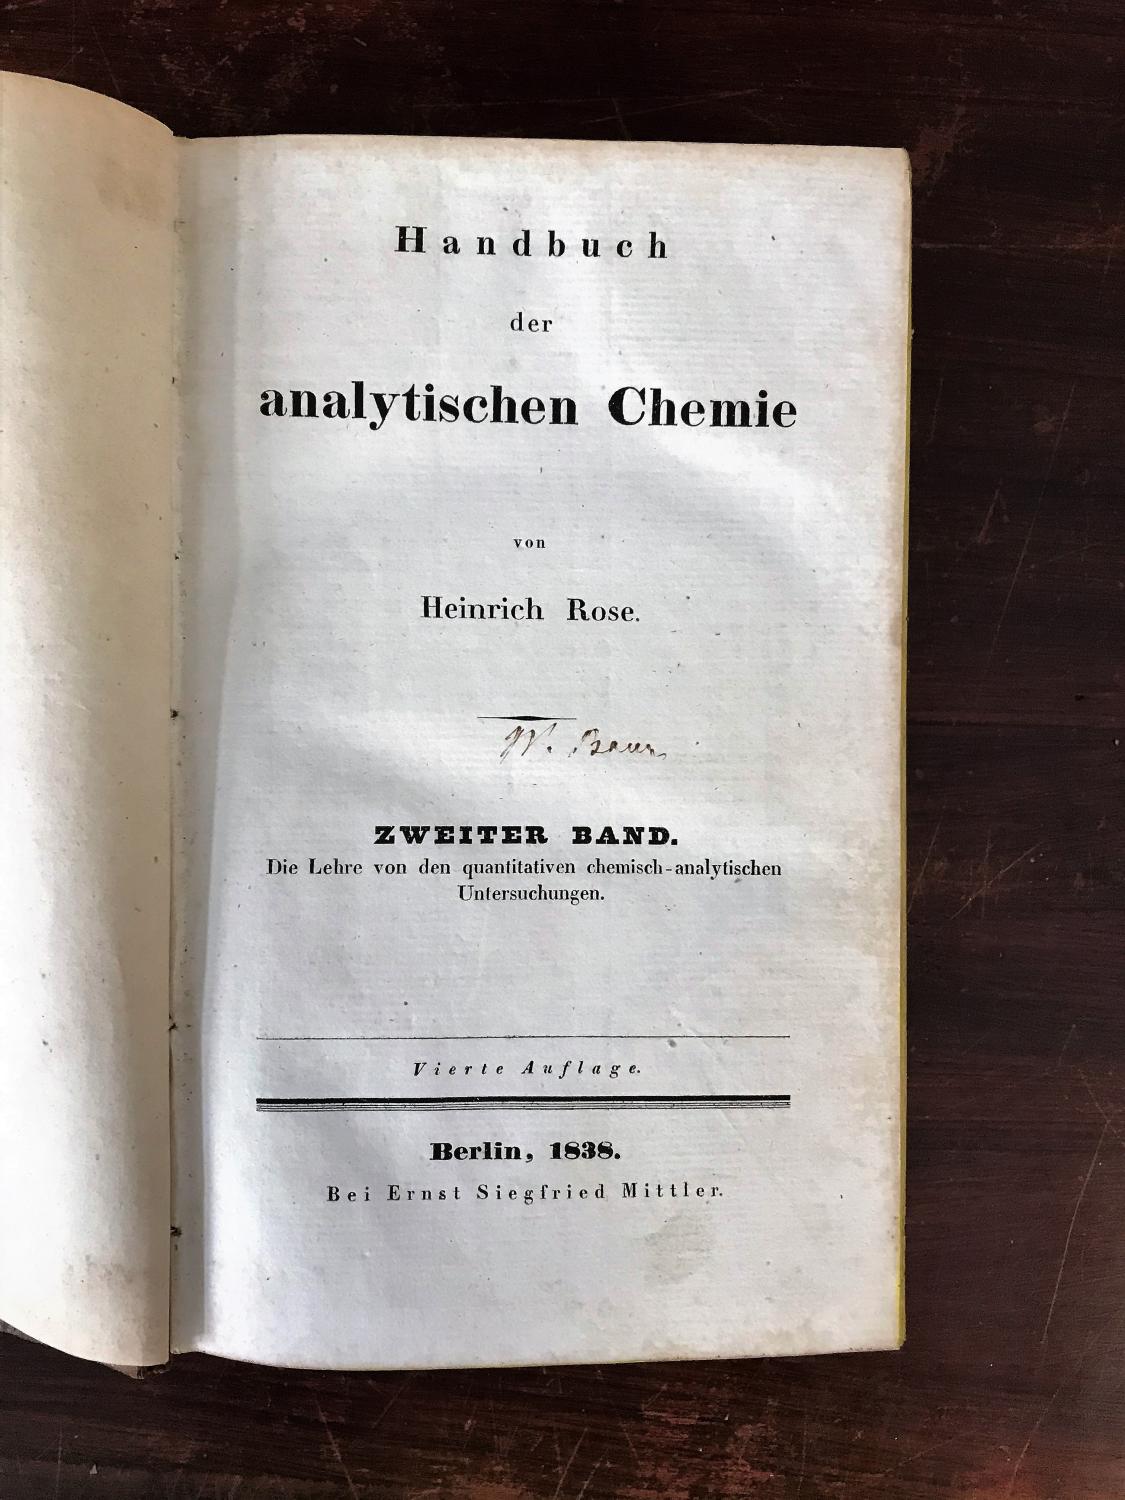 Handbuch
der
analytischen Chemie
von
Heinrich Rose.
W. Baur
ZWEITER BAND.
Die Lehre von den quantitativen chemisch-analytischen
Untersuchungen.
Vierte Auflage.
Berlin, 1838.
Bei Ernst Siegfried Mittler.